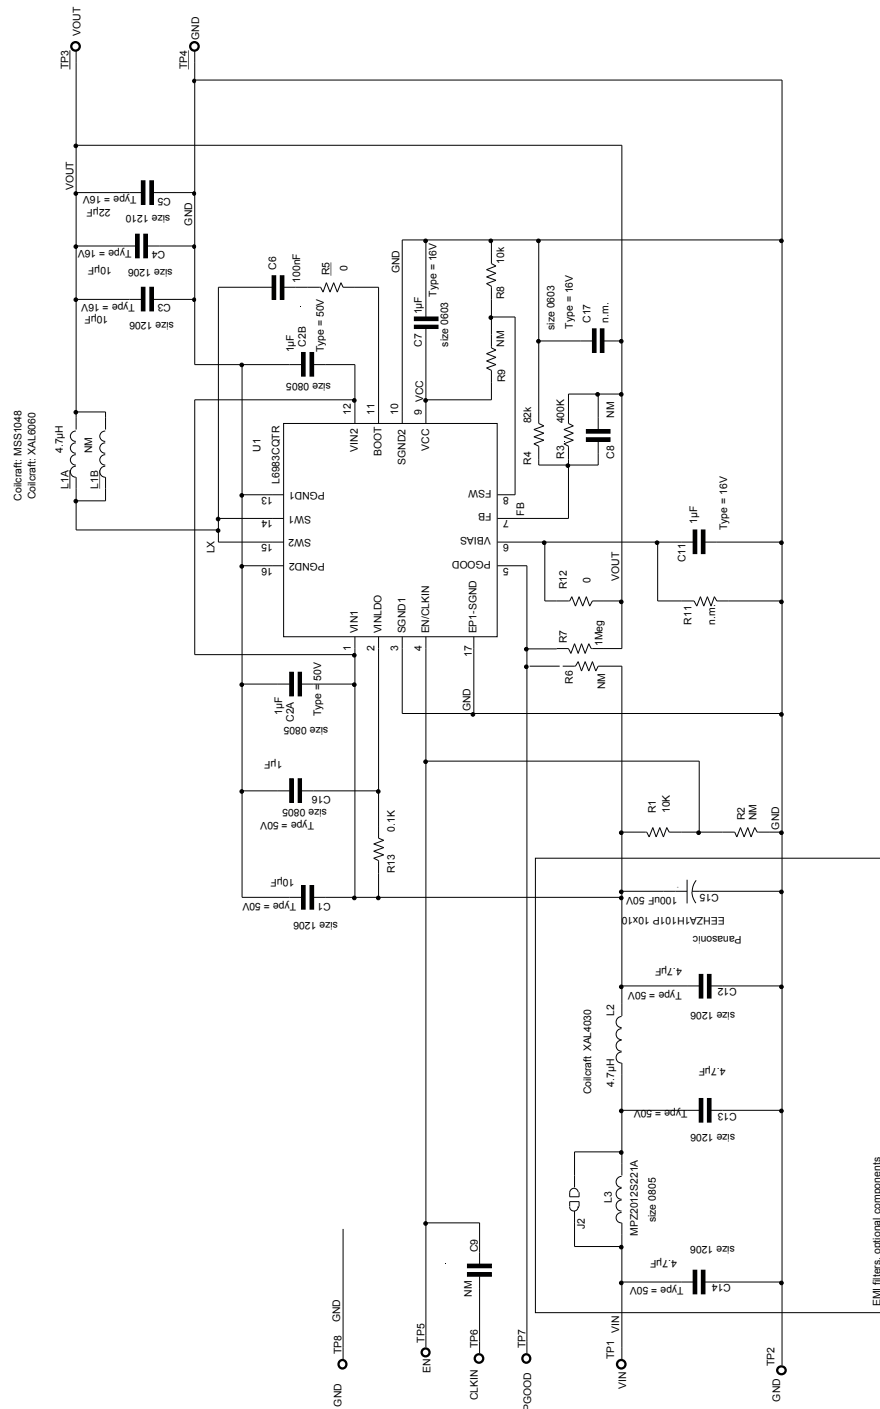 TP3
VOUT
TP4
GND
VOUT
22µF
Type = 16V
C5
size 1210
GND
10µF
Type = 16V
C4
size 1206
10µF
Type = 16V
C3
size 1206
C6
100nF
R5
0
1µF
C2B
Type = 50V
size 0805
GND
C7
1µF
Type = 16V
size 0603
10k
R8
NM
R9
size 0603
Type = 16V
C17
n.m.
Coilcraft: MSS1048
Coilcraft: XAL6060
4.7µH
L1A
NM
L1B
LX
U1
L6983CQTR
12
VIN2
11
BOOT
10
SGND2
9
VCC
VCC
13
PGND1
14
SW1
15
SW2
16
PGND2
FSW
8
FB
7
FB
VBIAS
6
PGOOD
5
1
VIN1
2
VINLDO
3
SGND1
4
EN/CLKIN
17
EP1-SGND
82k
R4
400K
R3
NM
C8
C11
1µF
Type = 16V
R12
0
VOUT
R11
n.m.
R7
1Meg
R6
NM
GND
1µF
C2A
Type = 50V
size 0805
1µF
C16
size 0805
Type = 50V
0.1K
R13
10µF
Type = 50V
C1
size 1206
R1
10K
R2
NM
GND
C15
100uF 50V
EEHZA1H101P 10x10
Panasonic
4.7µF
Type = 50V
C12
size 1206
L2
Coilcraft XAL4030
4.7µH
4.7µF
Type = 50V
C13
size 1206
J2
L3
MPZ2012S221A
size 0805
4.7µF
Type = 50V
C14
size 1206
EMI filters, optional components
C9
NM
TP8
GND
GND
TP5
EN
TP6
CLKIN
TP7
PGOOD
TP1
VIN
VIN
TP2
GND